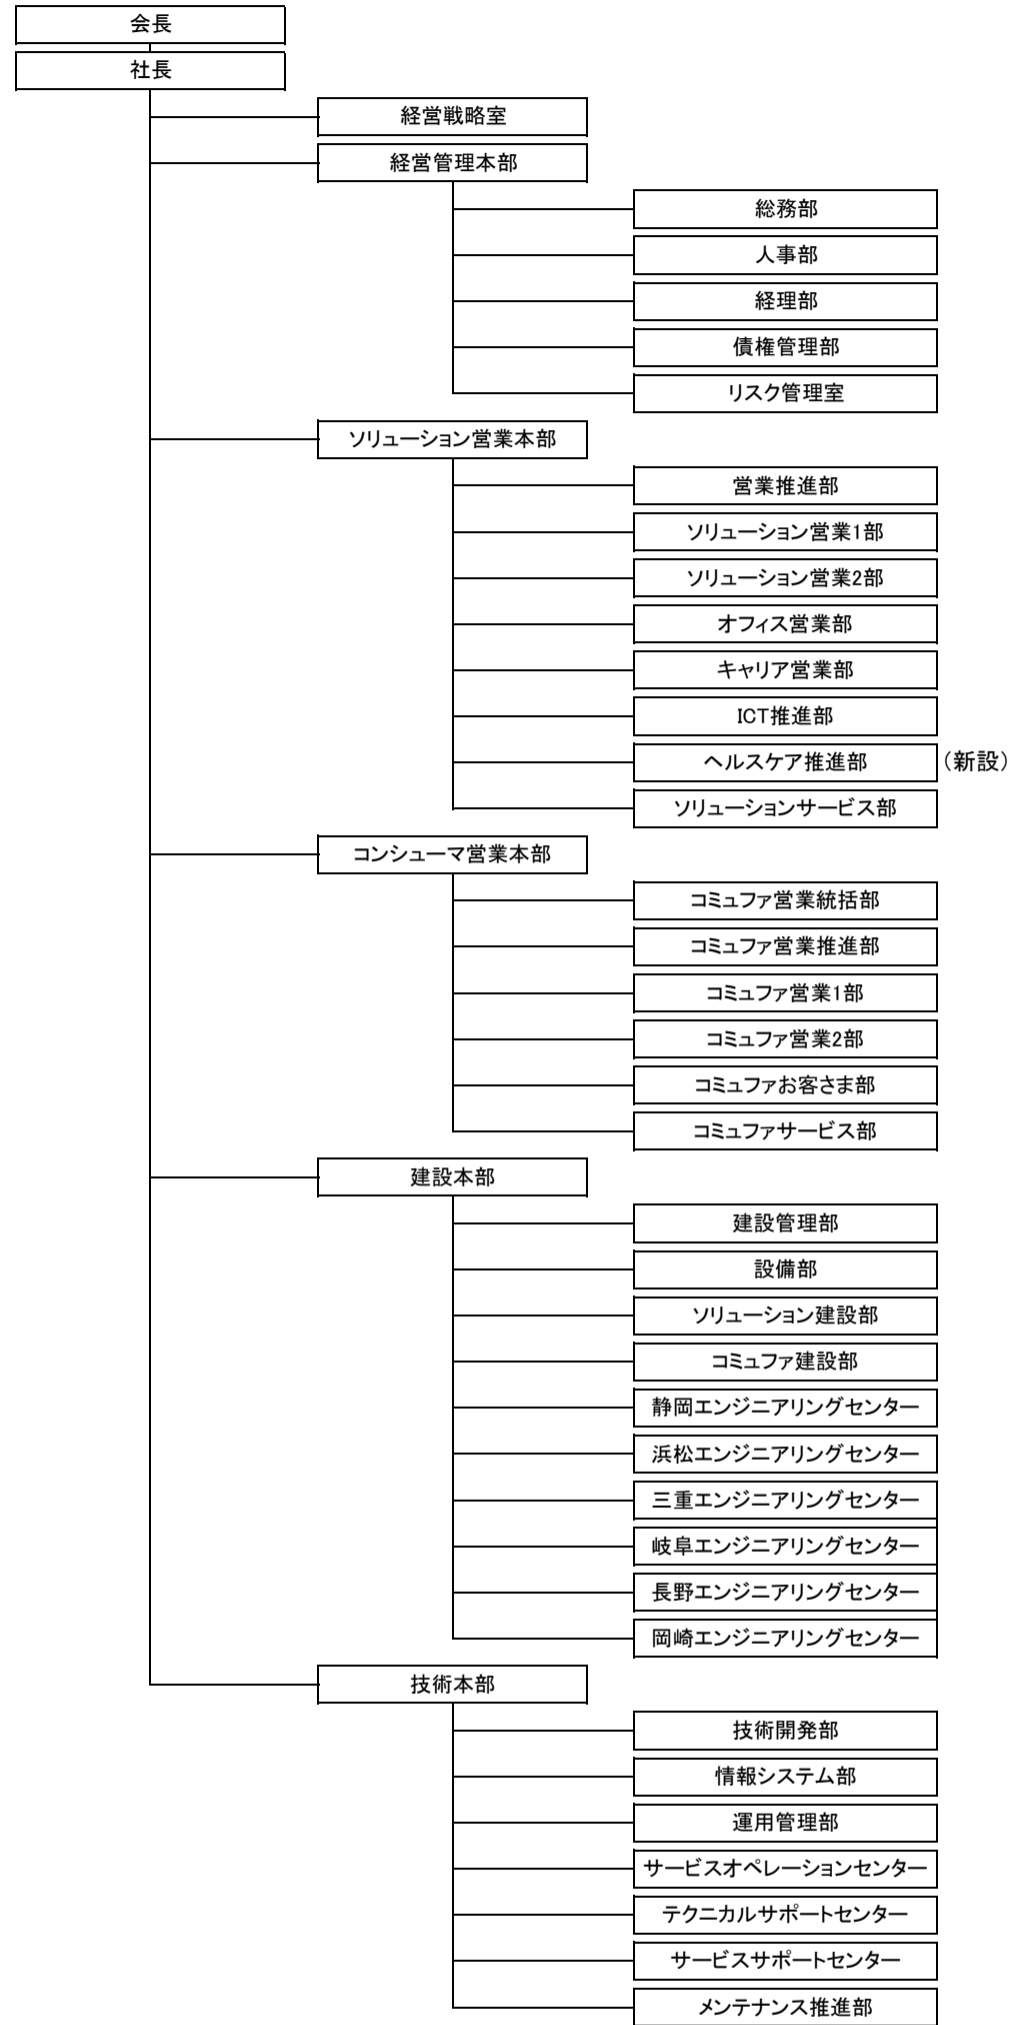 会長
社長
経営戦略室
経営管理本部
総務部
人事部
経理部
債権管理部
リスク管理室
ソリューション営業本部
営業推進部
ソリューション営業1部
ソリューション営業2部
オフィス営業部
キャリア営業部
ICT推進部
ヘルスケア推進部 (新設)
ソリューションサービス部
コンシューマ営業本部
コミュファ営業統括部
コミュファ営業推進部
コミュファ営業1部
コミュファ営業2部
コミュファお客さま部
コミュファサービス部
建設本部
建設管理部
設備部
ソリューション建設部
コミュファ建設部
静岡エンジニアリングセンター
浜松エンジニアリングセンター
三重エンジニアリングセンター
岐阜エンジニアリングセンター
長野エンジニアリングセンター
岡崎エンジニアリングセンター
技術本部
技術開発部
情報システム部
運用管理部
サービスオペレーションセンター
テクニカルサポートセンター
サービスサポートセンター
メンテナンス推進部